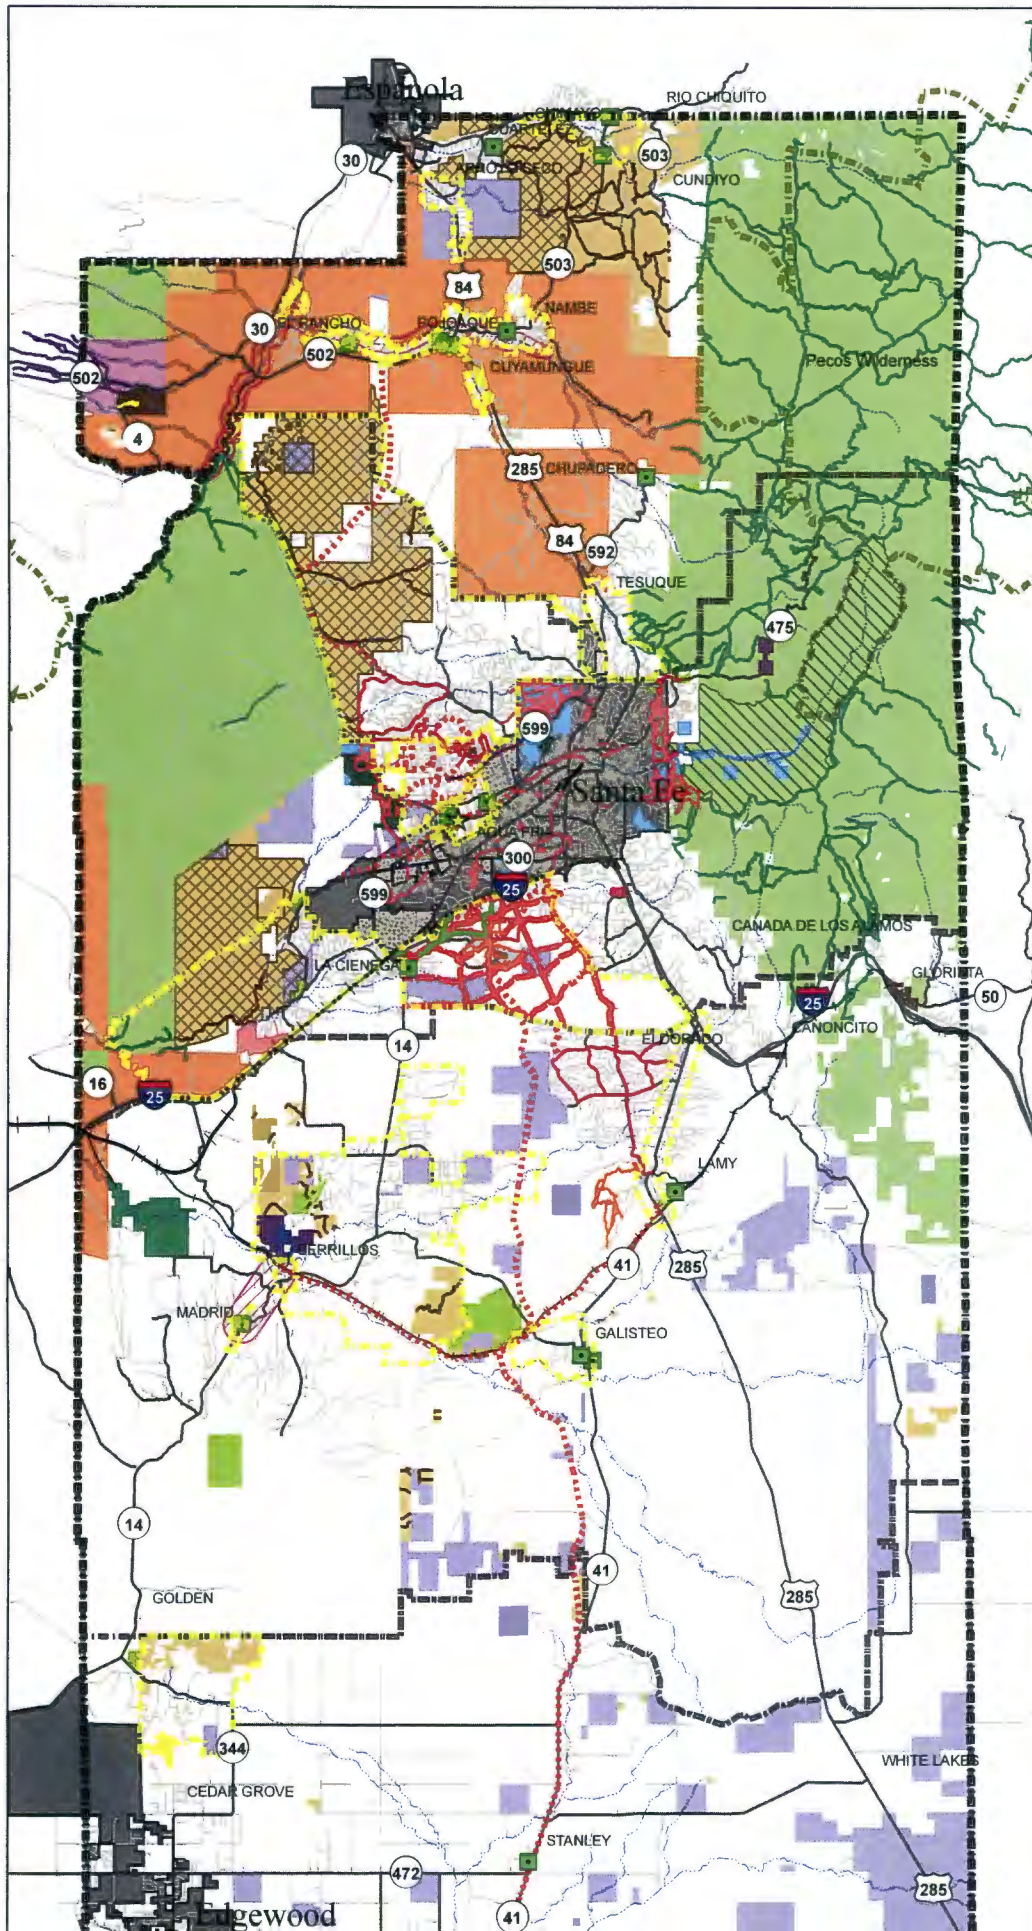 Española
RIO CHIQUITO
CHIMAYO
CUARTELEZ
30
503
ARROYO SECO
CUNDIYO
503
84
NAMBE
30
EL RANCHO
POJOAQUE
502
CUYAMUNGUE
Pecos Wilderness
502
4
285
CHUPADERO
84
592
TESUQUE
475
599
Santa Fe
AGUA FRIA
300
25
599
CANADA DE LOS ALAMOS
LA CIENEGA
GLORIETA
50
25
CANONCITO
14
ELDORADO
16
25
LAMY
CERRILLOS
41
285
MADRID
GALISTEO
14
41
285
GOLDEN
344
WHITE LAKES
CEDAR GROVE
STANLEY
472
285
Edgewood
41